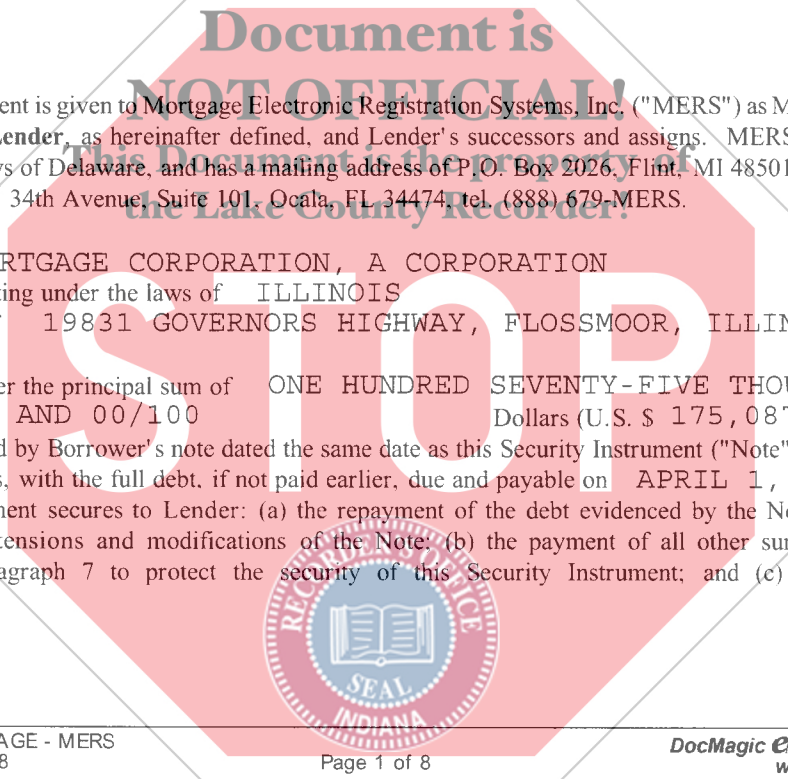 Document is
NOT OFFICIAL!
This Document is the property of
the Lake County Recorder!
ent is given to Mortgage Electronic Registration Systems, Inc. ("MERS") as M
ender, as hereinafter defined, and Lender's successors and assigns. MERS
s of Delaware, and has a mailing address of P.O. Box 2026, Flint, MI 48501
34th Avenue, Suite 101, Ocala, FL 34474, tel. (888) 679-MERS.
RTGAGE CORPORATION, A CORPORATION
ting under the laws of ILLINOIS
19831 GOVERNORS HIGHWAY, FLOSSMOOR, ILLIN
er the principal sum of ONE HUNDRED SEVENTY-FIVE THOU
AND 00/100 Dollars (U.S. $ 175,087
d by Borrower's note dated the same date as this Security Instrument ("Note"
s, with the full debt, if not paid earlier, due and payable on APRIL 1,
ment secures to Lender: (a) the repayment of the debt evidenced by the No
tensions and modifications of the Note; (b) the payment of all other sur
agraph 7 to protect the security of this Security Instrument; and (c)
STOP
RECORDER'S OFFICE
SEAL
INDIANA
AGE - MERS
8
Page 1 of 8
DocMagic e
w